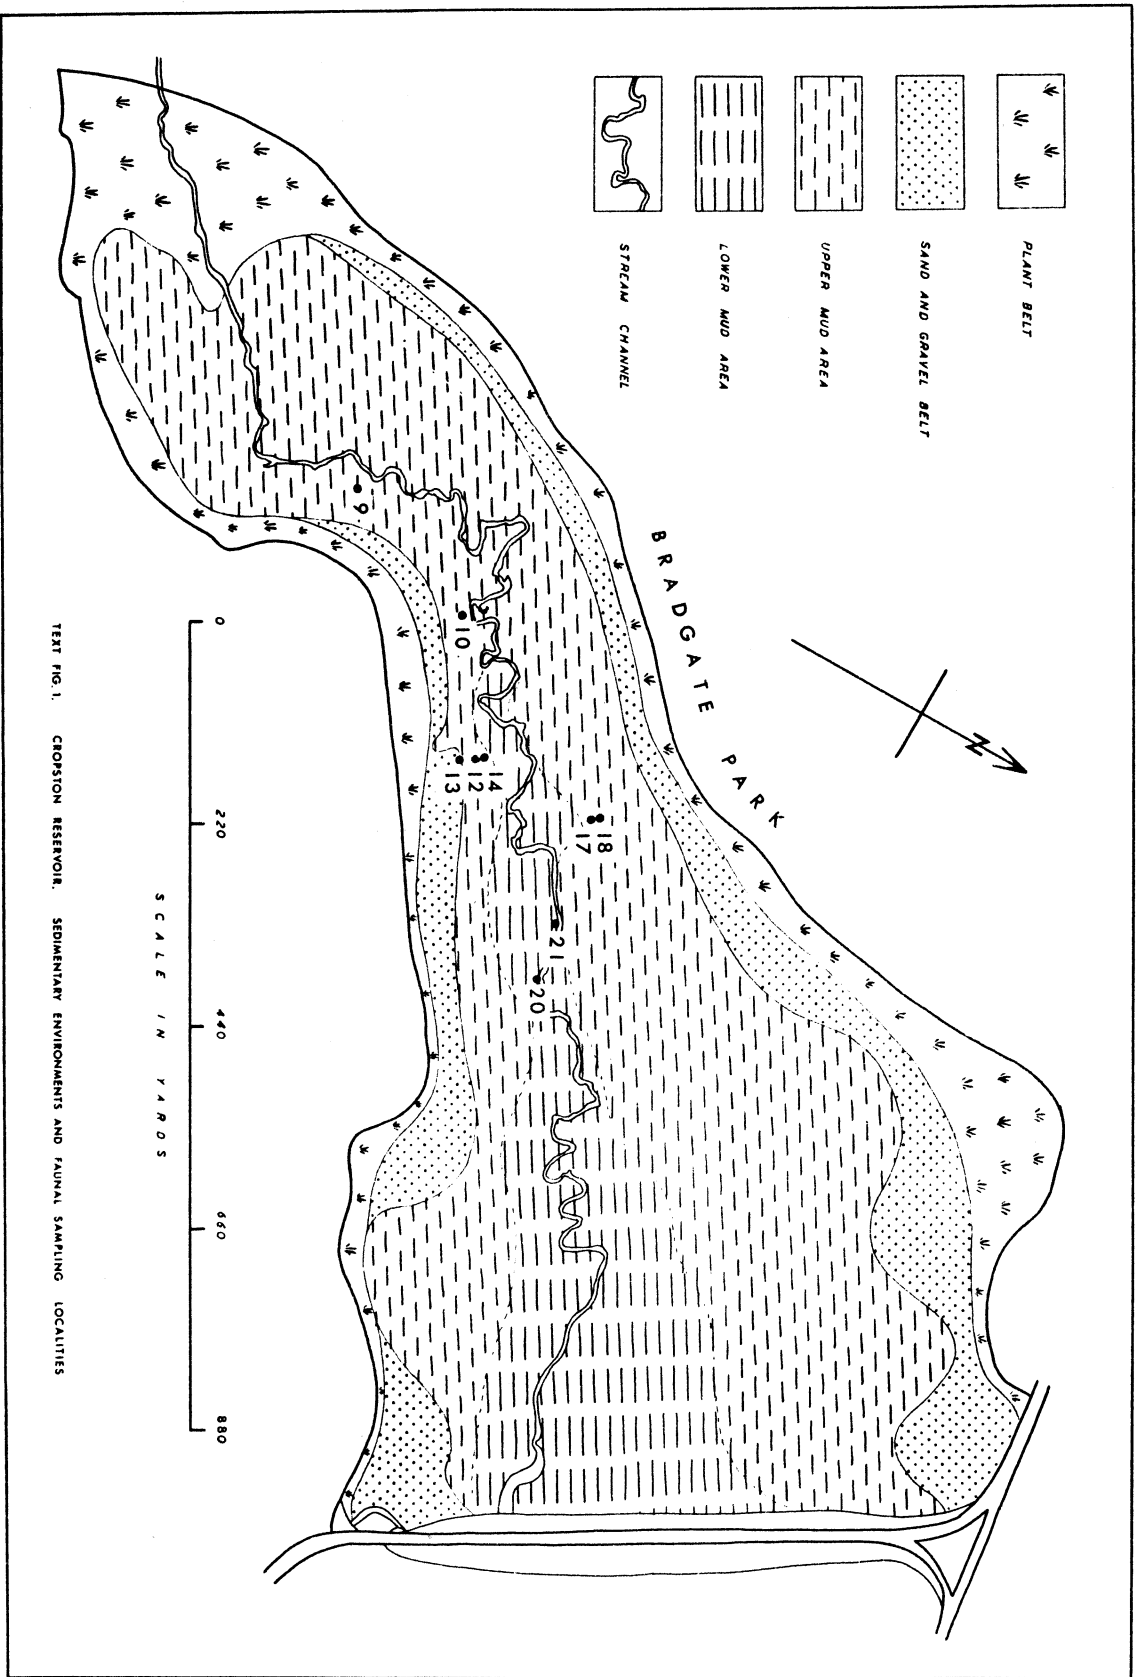 PLANT BELT
SAND AND GRAVEL BELT
UPPER MUD AREA
LOWER MUD AREA
STREAM CHANNEL
BRADGATE PARK
N
9
10
14
12
13
18
17
21
20
0
220
440
660
880
SCALE IN YARDS
TEXT FIG. 1. CROPSTON RESERVOIR. SEDIMENTARY ENVIRONMENTS AND FAUNAL SAMPLING LOCALITIES